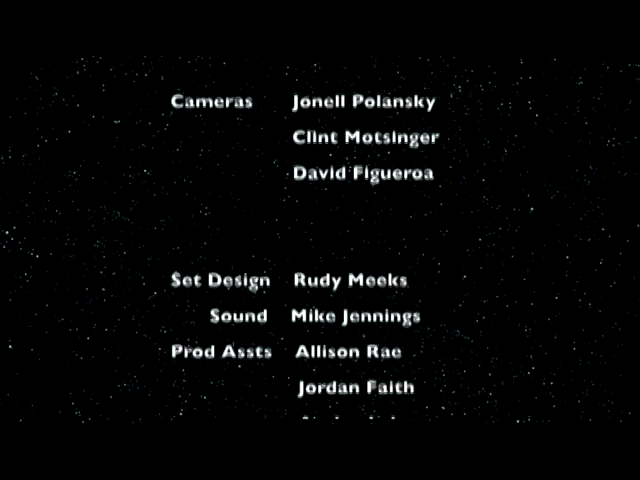 Cameras Jonell Polansky
Clint Motsinger
David Figueroa
Set Design Rudy Meeks
Sound Mike Jennings
Prod Assts Allison Rae
Jordan Faith